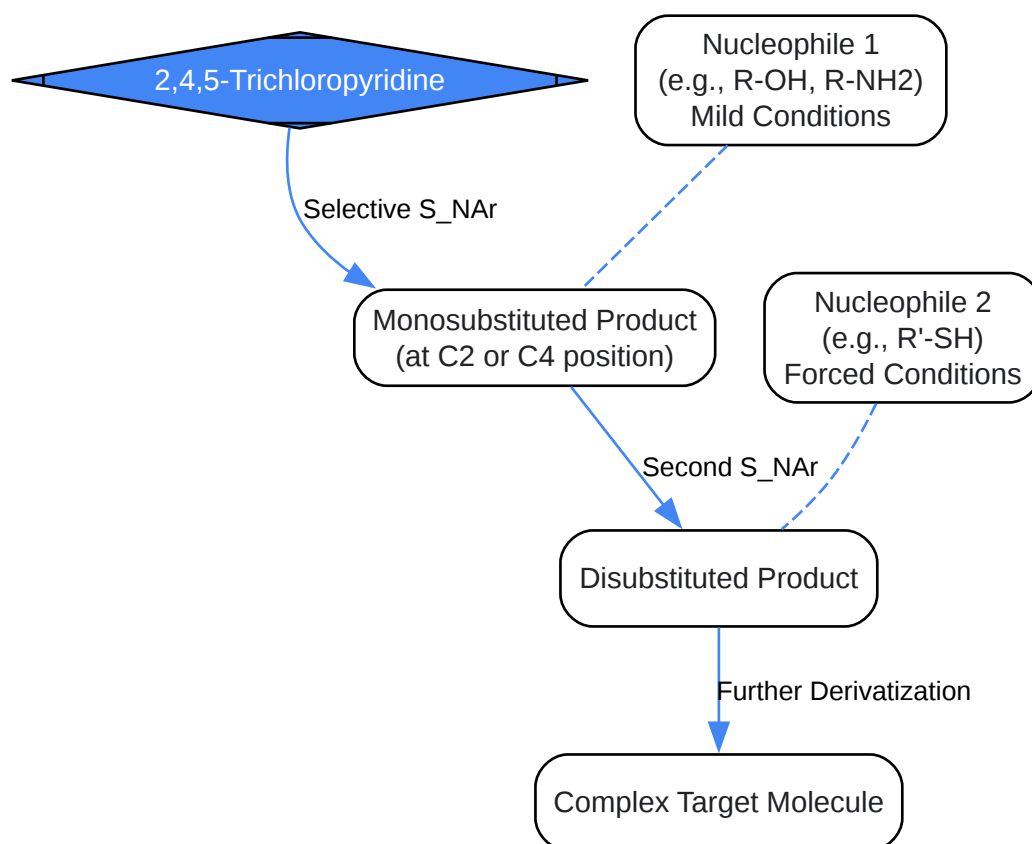 2,4,5-Trichloropyridine
Nucleophile 1
(e.g., R-OH, R-NH2)
Mild Conditions
Selective S_NAr
Monosubstituted Product
(at C2 or C4 position)
Nucleophile 2
(e.g., R'-SH)
Forced Conditions
Second S_NAr
Disubstituted Product
Further Derivatization
Complex Target Molecule